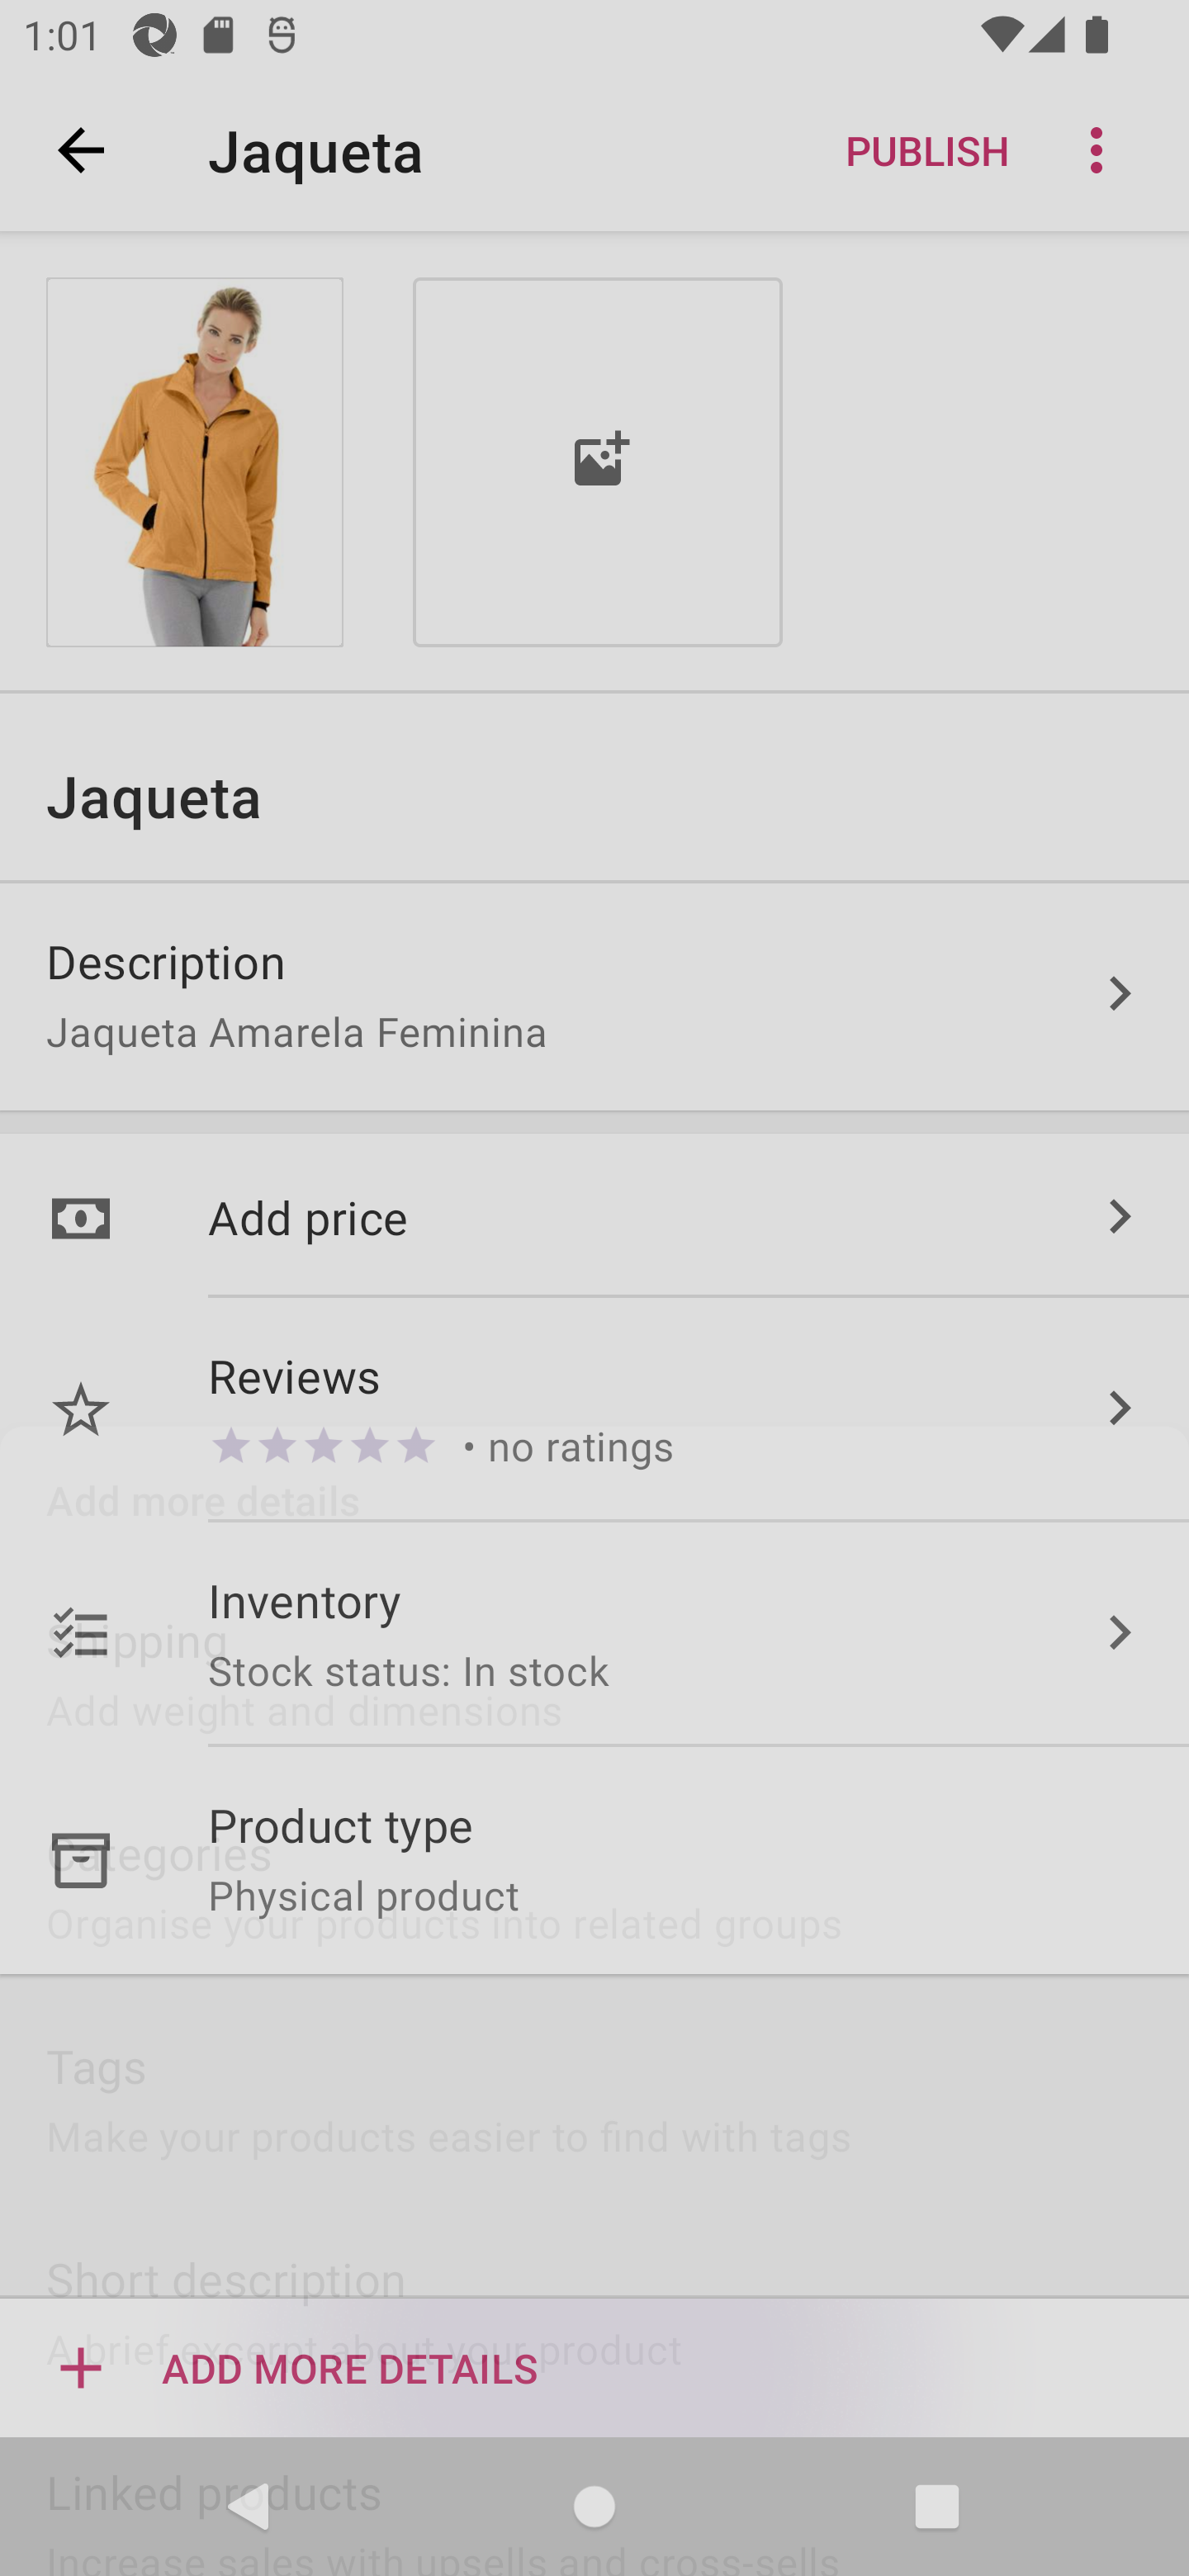 1:01
Jaqueta
PUBLISH
Jaqueta
Description
Jaqueta Amarela Feminina
Add price
Reviews
• no ratings
Add more details
Inventory
Shipping
Stock status: In stock
Add weight and dimensions
Product type
Categories
Physical product
Organise your products into related groups
Tags
Make your products easier to find with tags
Short description
A brief excerpt about your product
ADD MORE DETAILS
Linked products
Increase sales with upsells and cross-sells